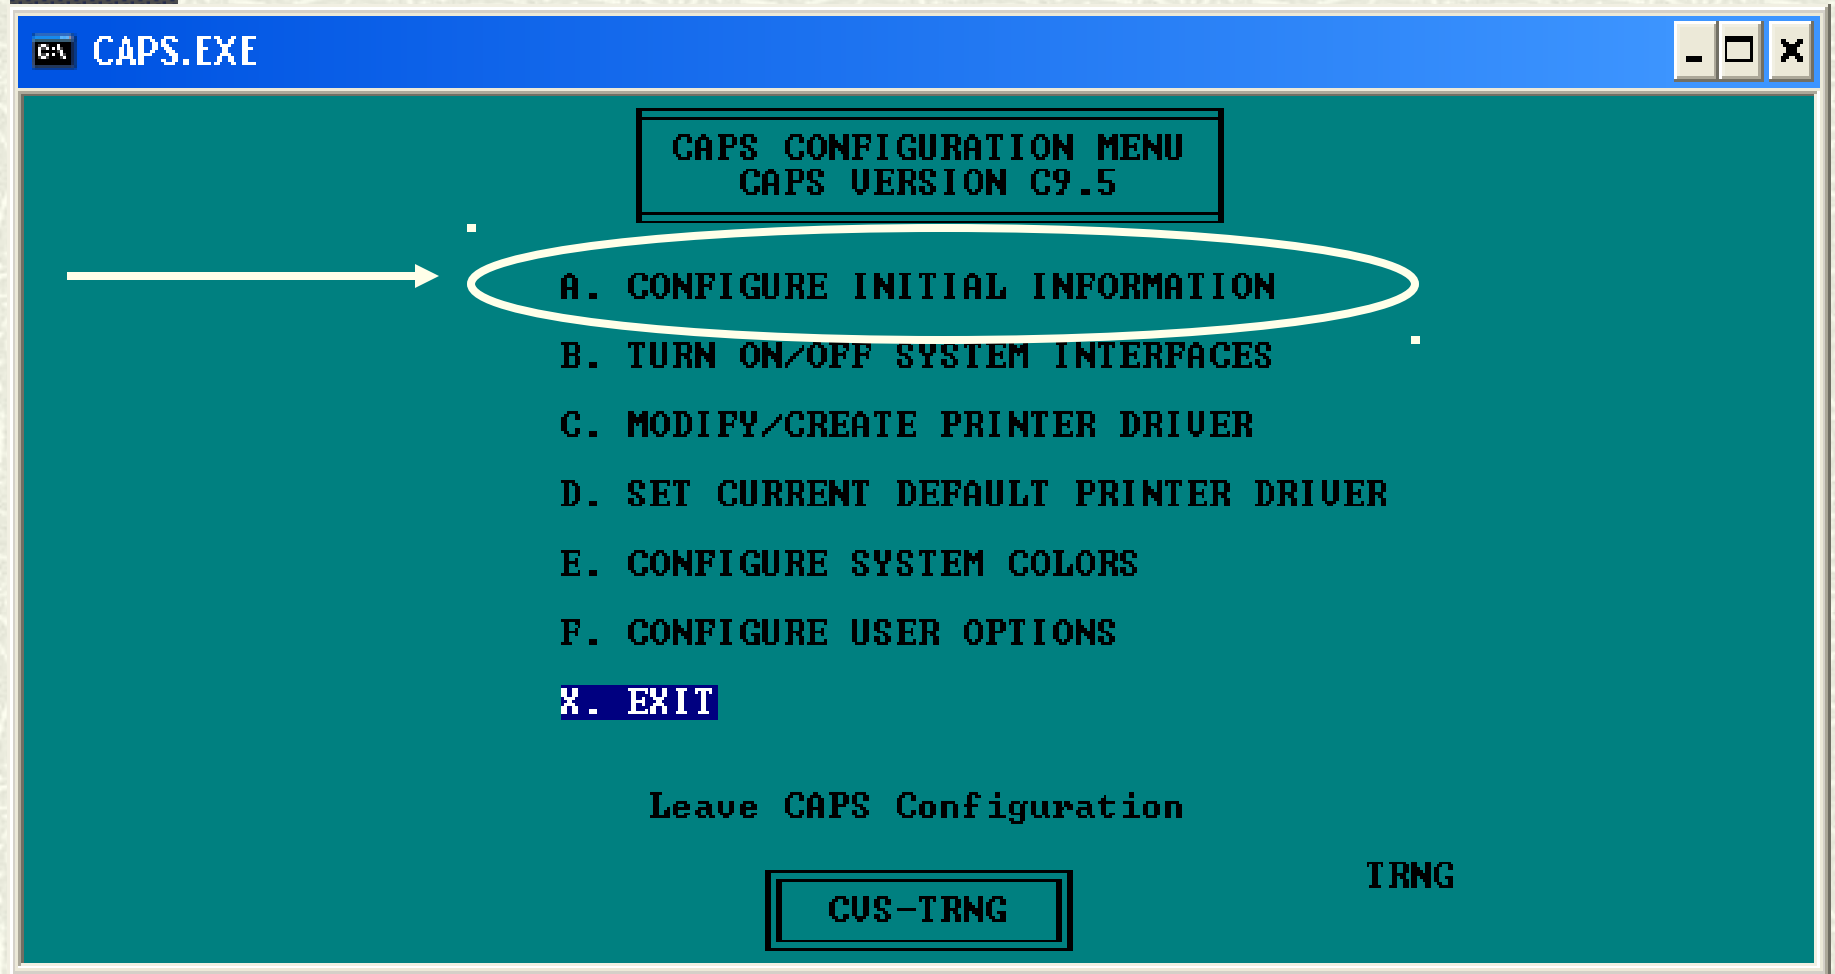 C:\ CAPS.EXE
CAPS CONFIGURATION MENU
CAPS VERSION C9.5
A. CONFIGURE INITIAL INFORMATION
B. TURN ON/OFF SYSTEM INTERFACES
C. MODIFY/CREATE PRINTER DRIVER
D. SET CURRENT DEFAULT PRINTER DRIVER
E. CONFIGURE SYSTEM COLORS
F. CONFIGURE USER OPTIONS
X. EXIT
Leave CAPS Configuration
TRNG
CVS-TRNG